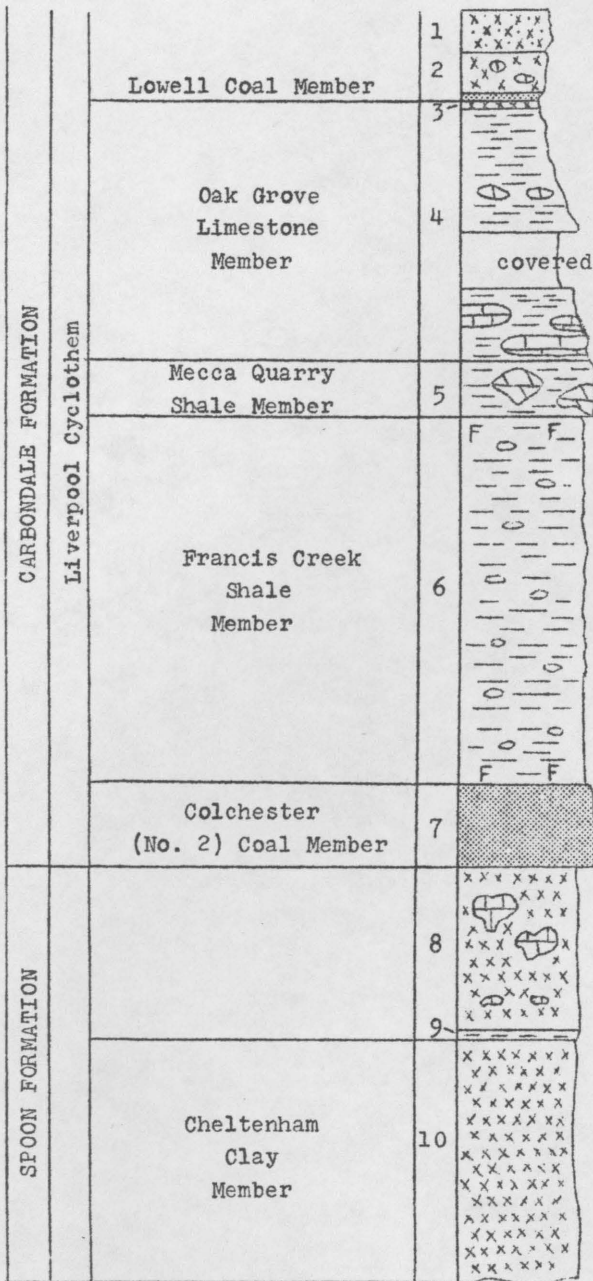 1
2
Lowell Coal Member
3
Oak Grove
Limestone
Member
4
covered
Mecca Quarry
Shale Member
5
F F
Francis Creek
Shale
Member
6
F F
Colchester
(No. 2) Coal Member
7
8
9
Cheltenham
Clay
Member
10
CARBONDALE FORMATION
Liverpool Cyclothem
SPOON FORMATION